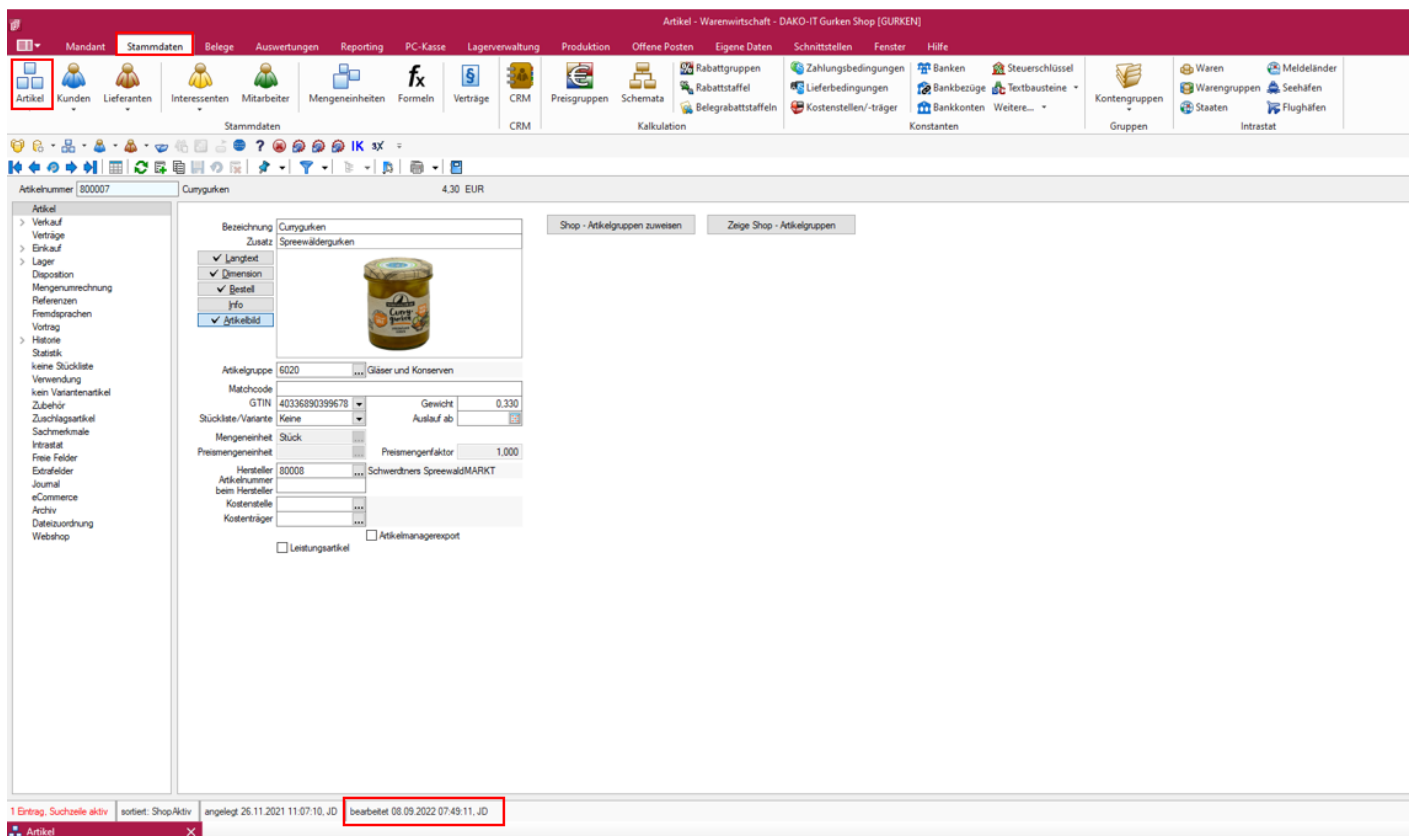 Artikel - Warenwirtschaft - DAKO-IT Gurken Shop [GURKEN]
Mandant Stammdaten Belege Auswertungen Reporting PC-Kasse Lagerverwaltung Produktion Offene Posten Eigene Daten Schnittstellen Fenster Hilfe
Rabattgruppen Zahlungsbedingungen Banken Steuerschlüssel Waren Meldeländer
Rabattstaffel Lieferbedingungen Bankbezüge Textbausteine Warengruppen Seehäfen
Artikel Kunden Lieferanten Interessenten Mitarbeiter Mengeneinheiten Formeln Verträge CRM Preisgruppen Schemata Kontengruppen
Belegrabattstaffeln Kostenstellen/-träger Bankkonten Weitere... Staaten Flughäfen
Stammdaten CRM Kalkulation Konstanten Gruppen Intrastat
IK
Artikelnummer 800007 Currygurken 4,30 EUR
Artikel
Verkauf
Verträge
Einkauf
Lager
Disposition
Mengenumrechnung
Referenzen
Fremdsprachen
Vortrag
Historie
Statistik
keine Stückliste
Verwendung
kein Variantenartikel
Zubehör
Zuschlagsartikel
Sachmerkmale
Intrastat
Freie Felder
Extrafelder
Journal
eCommerce
Archiv
Dateizuordnung
Webshop
Bezeichnung Currygurken
Zusatz Spreewäldergurken
Langtext
Dimension
Bestell
Info
Artikelbild
Curry-
gurken
Shop - Artikelgruppen zuweisen Zeige Shop - Artikelgruppen
Artikelgruppe 6020 ... Gläser und Konserven
Matchcode
GTIN 40336890399678 Gewicht 0,330
Stückliste/Variante Keine Auslauf ab
Mengeneinheit Stück ...
Preismengeneinheit ... Preismengenfaktor 1,000
Hersteller 80008 ... Schwerdtners SpreewaldMARKT
Artikelnummer
beim Hersteller
Kostenstelle ...
Kostenträger ...
Artikelmanagerexport
Leistungsartikel
1 Eintrag, Suchzeile aktiv sortiert: ShopAktiv angelegt 26.11.2021 11:07:10, JD bearbeitet 08.09.2022 07:49:11, JD
Artikel